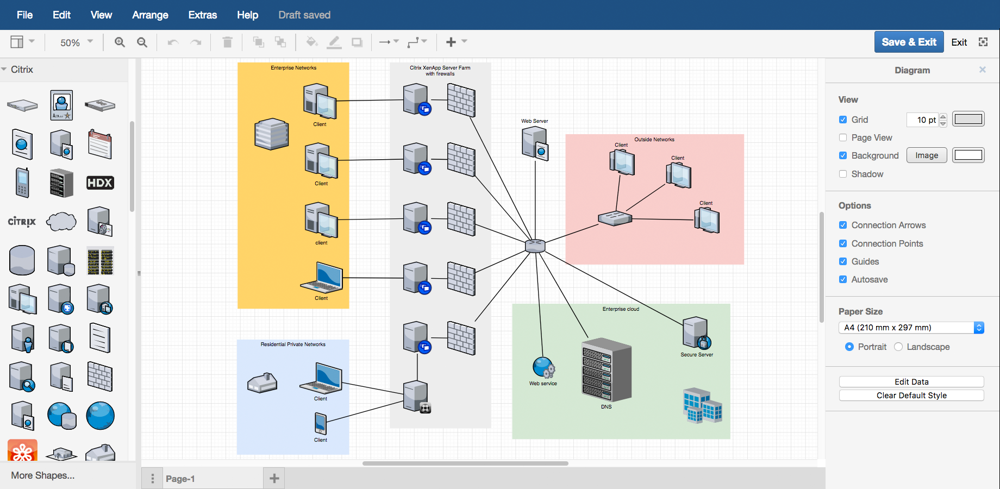 File Edit View Arrange Extras Help Draft saved
50% Save & Exit Exit
Citrix
HDX
CİTRIX
More Shapes...
Enterprise Networks
Client
Client
client
Client
Residential Private Networks
Client
Client
Citrix XenApp Server Farm
with firewalls
Web Server
Outside Networks
Client
Client
Client
Enterprise cloud
Secure Server
Web service
DNS
Page-1
Diagram
View
Grid 10 pt
Page View
Background Image
Shadow
Options
Connection Arrows
Connection Points
Guides
Autosave
Paper Size
A4 (210 mm x 297 mm)
Portrait Landscape
Edit Data
Clear Default Style